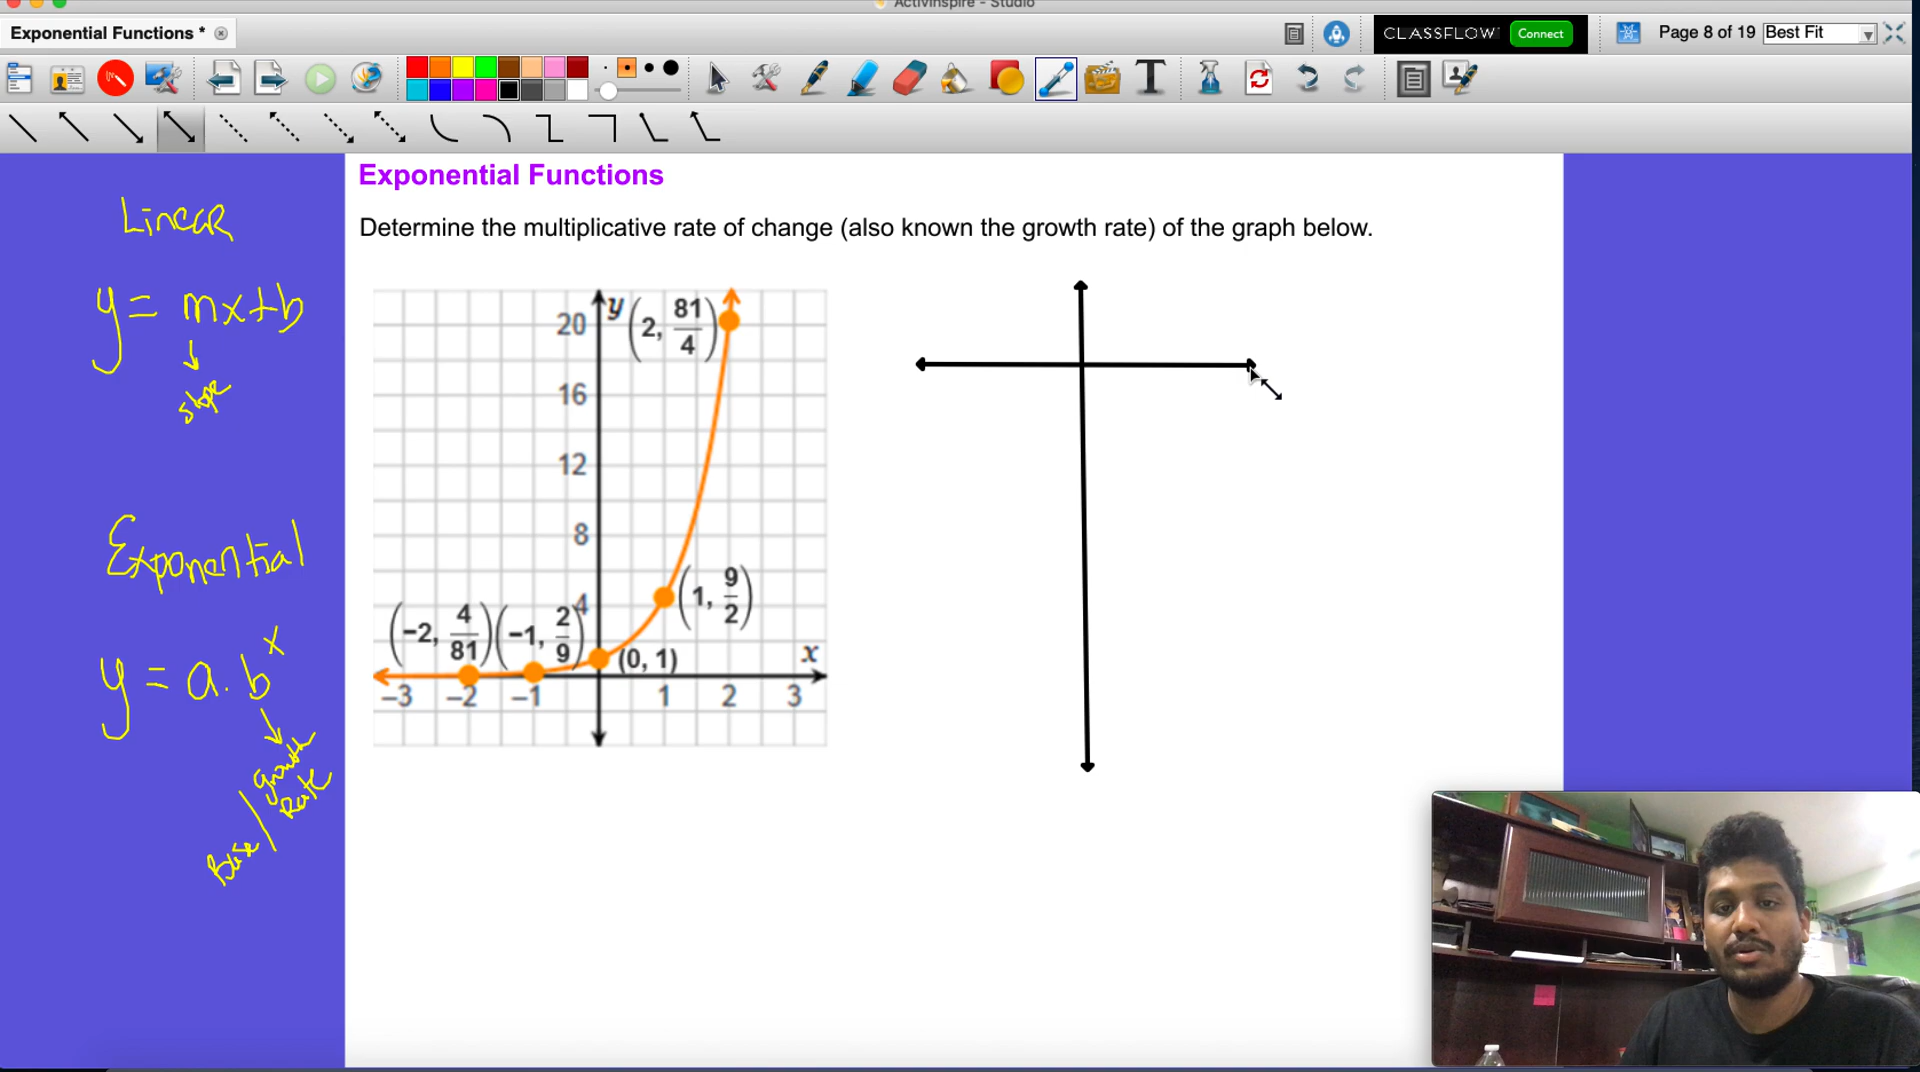 ActivInspire - Studio
Exponential Functions *
CLASSFLOW
Connect
Page 8 of 19
Best Fit
T
Exponential Functions
Determine the multiplicative rate of change (also known the growth rate) of the graph below.
Linear
y = mx+b
slope
Exponential
y = a. b^x
growth
Rate
Base
y
20
(2, 81/4)
16
12
8
4
(1, 9/2)
(-2, 4/81)
(-1, 2/9)
(0, 1)
x
-3 -2 -1 1 2 3